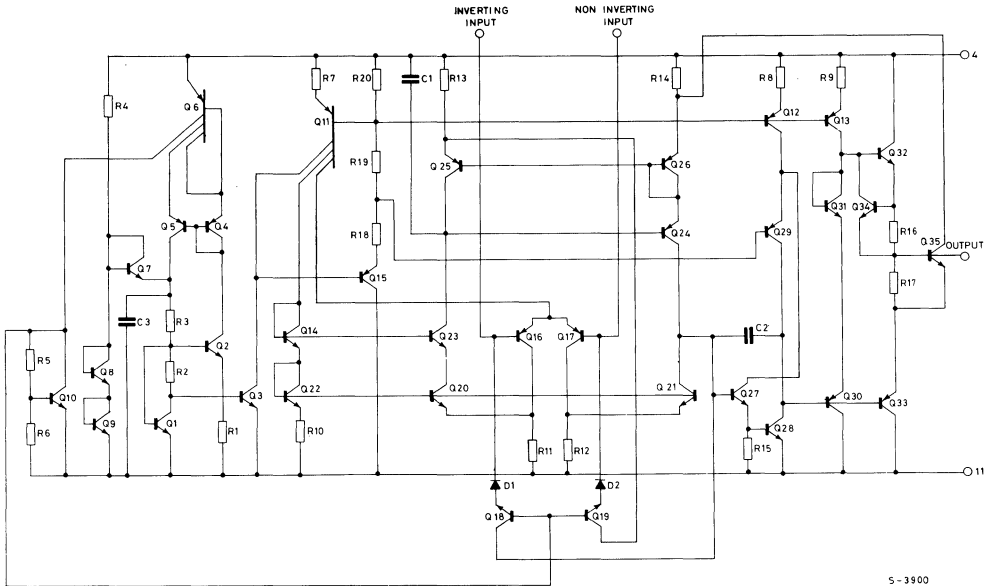 INVERTING
INPUT
NON INVERTING
INPUT
4
R7
R20
C1
R13
R14
R8
R9
Q6
R4
Q11
Q12
Q13
Q32
R19
Q25
Q26
Q5
Q4
Q31
Q34
R18
Q24
Q29
R16
Q35
OUTPUT
Q7
Q15
R17
C3
R3
Q14
Q23
Q16
Q17
C2
R5
Q2
Q8
R2
Q10
Q3
Q22
Q20
Q21
Q27
Q30
Q33
R6
Q9
Q1
R1
R10
R11
R12
R15
Q28
11
D1
D2
Q18
Q19
S-3900